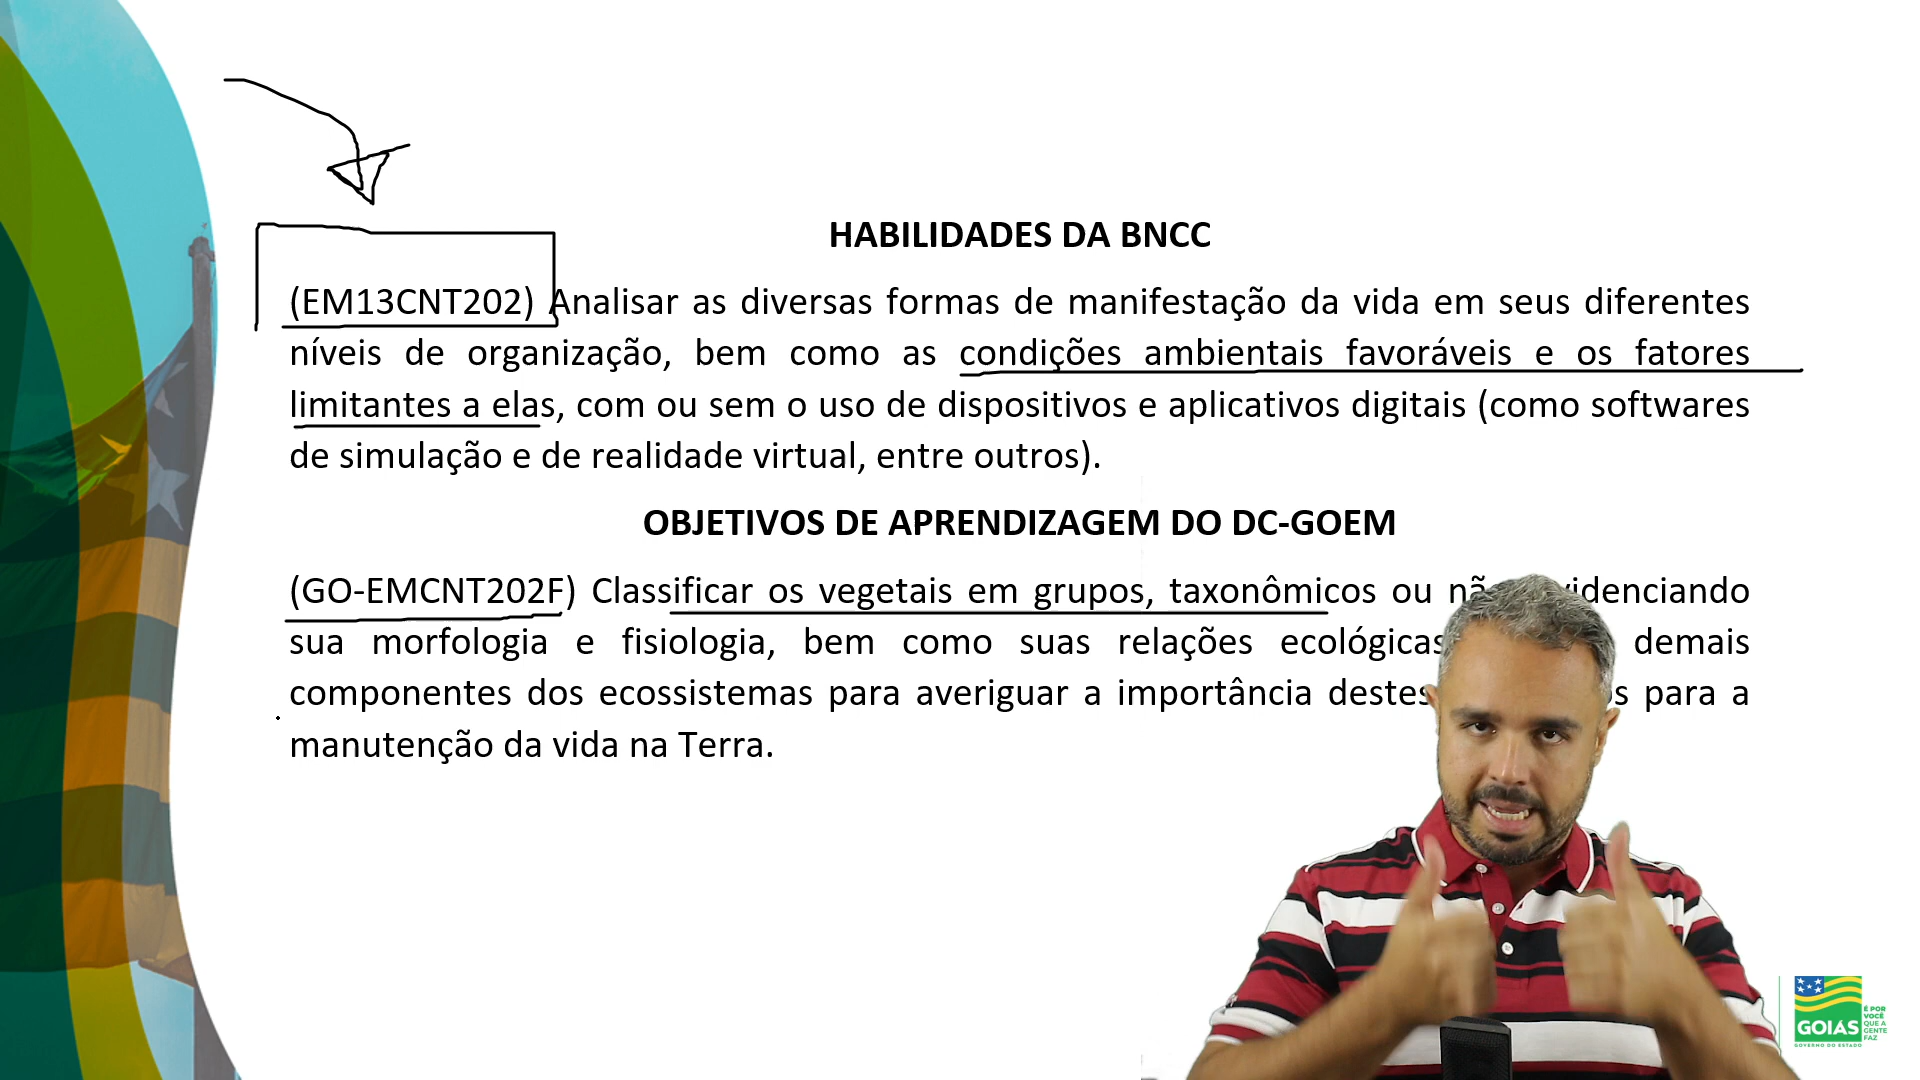 HABILIDADES DA BNCC
(EM13CNT202) Analisar as diversas formas de manifestação da vida em seus diferentes
níveis de organização, bem como as condições ambientais favoráveis e os fatores
limitantes a elas, com ou sem o uso de dispositivos e aplicativos digitais (como softwares
de simulação e de realidade virtual, entre outros).
OBJETIVOS DE APRENDIZAGEM DO DC-GOEM
(GO-EMCNT202F) Classificar os vegetais em grupos, taxonômicos ou
sua morfologia e fisiologia, bem como suas relações ecológicas demais
componentes dos ecossistemas para averiguar a importância destes para a
manutenção da vida na Terra.
GOIÁS
GOVERNO DO ESTADO
É POR
VOCÊ
QUE A
GENTE
FAZ